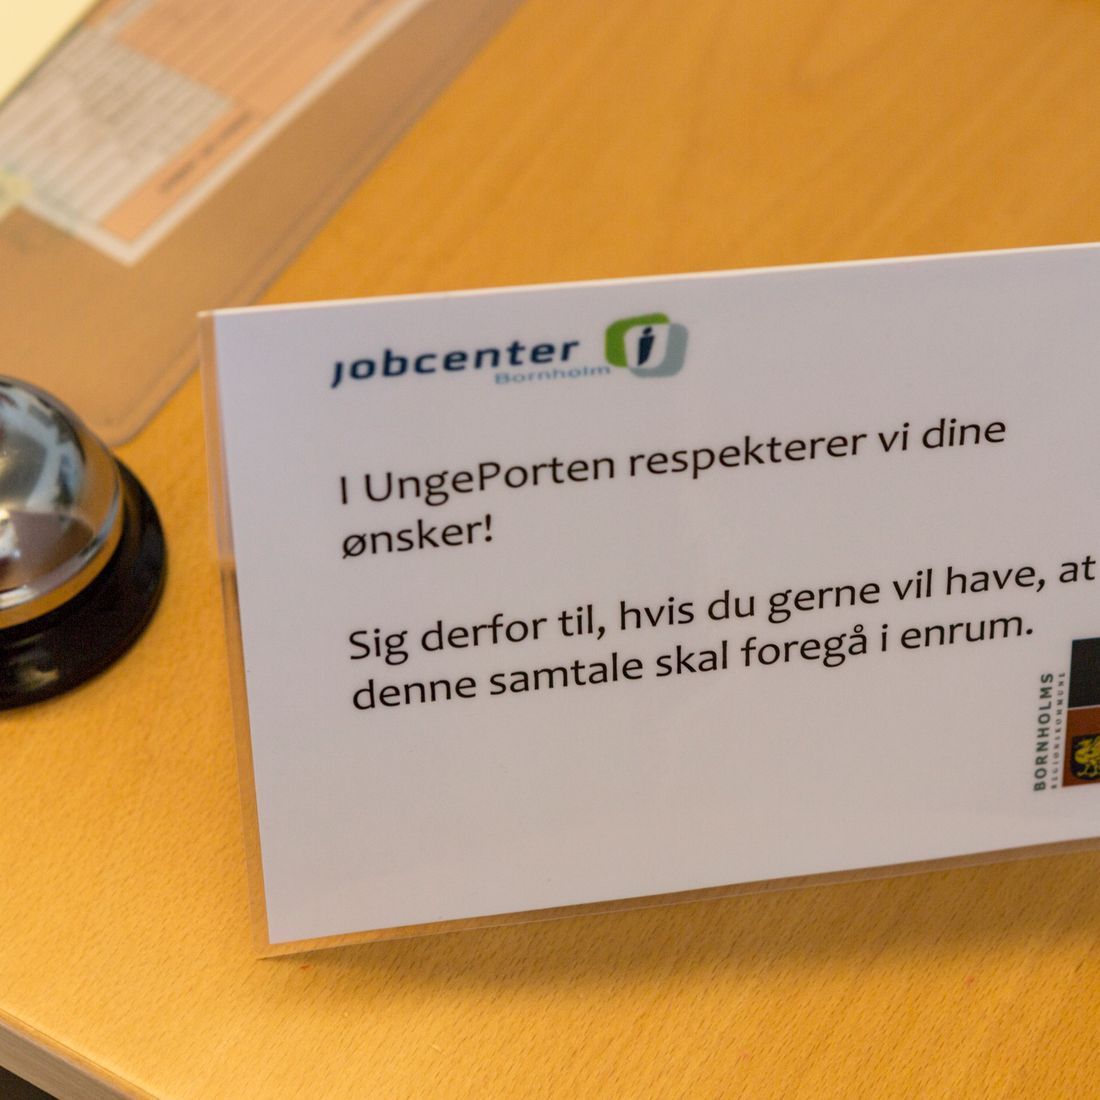 Jobcenter
Bornholm
I UngePorten respekterer vi dine
ønsker!
Sig derfor til, hvis du gerne vil have, at
denne samtale skal foregå i enrum.
BORNHOLMS
REGIONSKOMMUNE